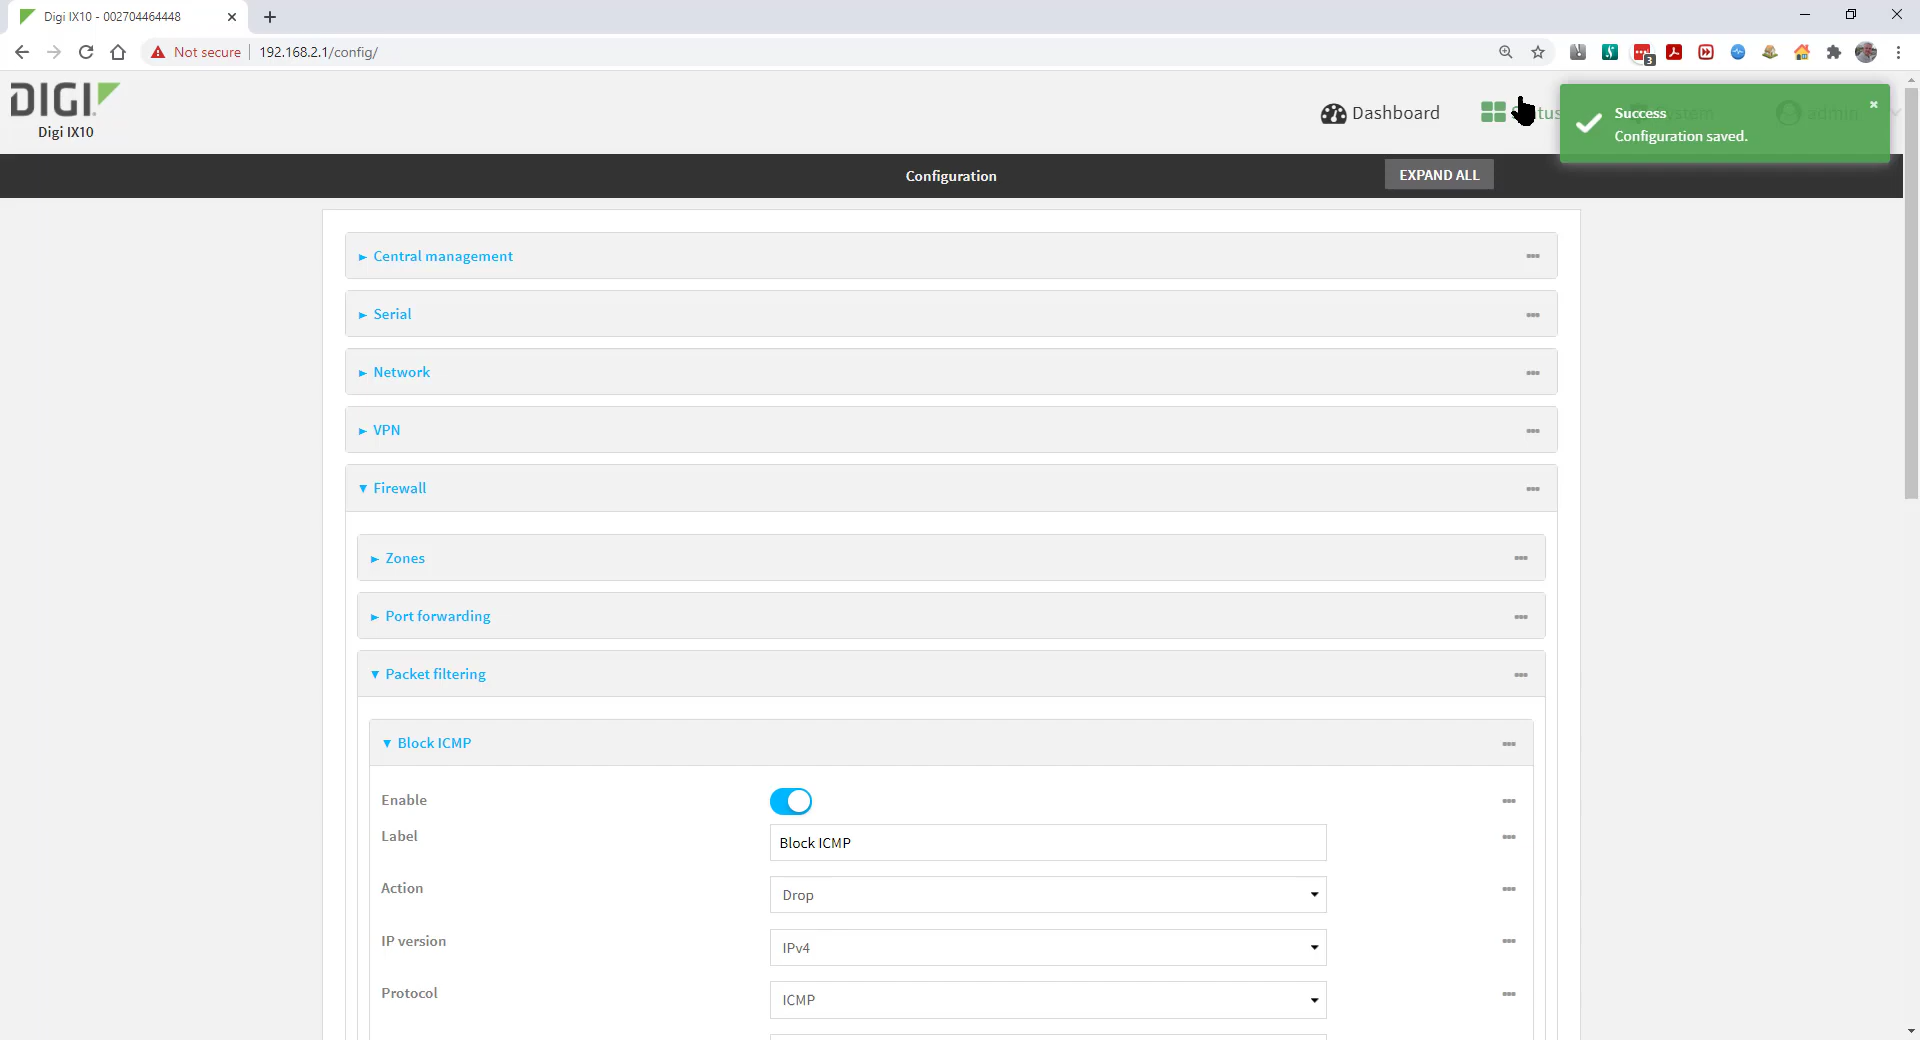 Digi IX10 - 002704464448
Not secure
192.168.2.1/config/
3
DIGI
Digi IX10
Dashboard
Success
Configuration saved.
admin
Configuration
EXPAND ALL
Central management
Serial
Network
VPN
Firewall
Zones
Port forwarding
Packet filtering
Block ICMP
Enable
Label
Block ICMP
Action
Drop
IP version
IPv4
Protocol
ICMP